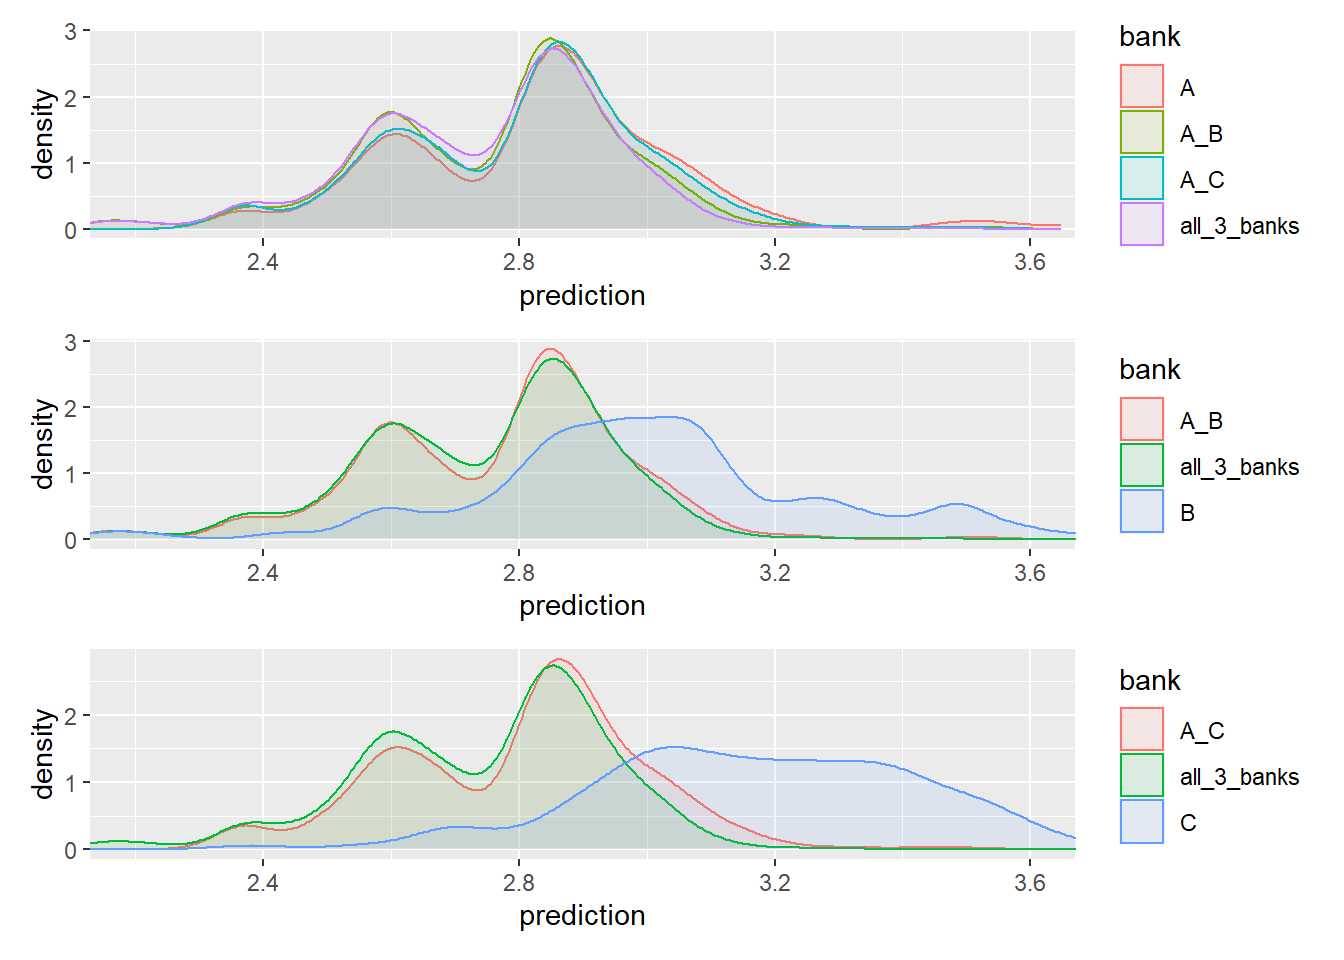 bank
3
2
1
0
density
A
A_B
A_C
all_3_banks
2.4 2.8 3.2 3.6
prediction
bank
3
2
1
0
density
A_B
all_3_banks
B
2.4 2.8 3.2 3.6
prediction
bank
2
1
0
density
A_C
all_3_banks
C
2.4 2.8 3.2 3.6
prediction